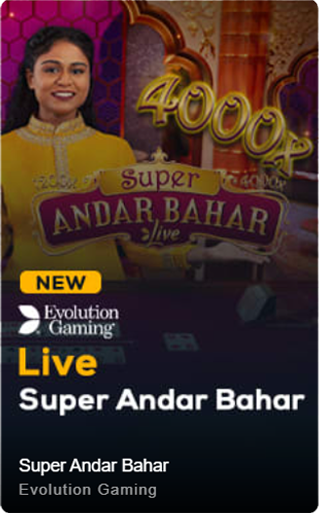 4000x
200x
4000x
Super
ANDAR BAHAR
live
NEW
Evolution
Gaming
Live
Super Andar Bahar
Super Andar Bahar
Evolution Gaming